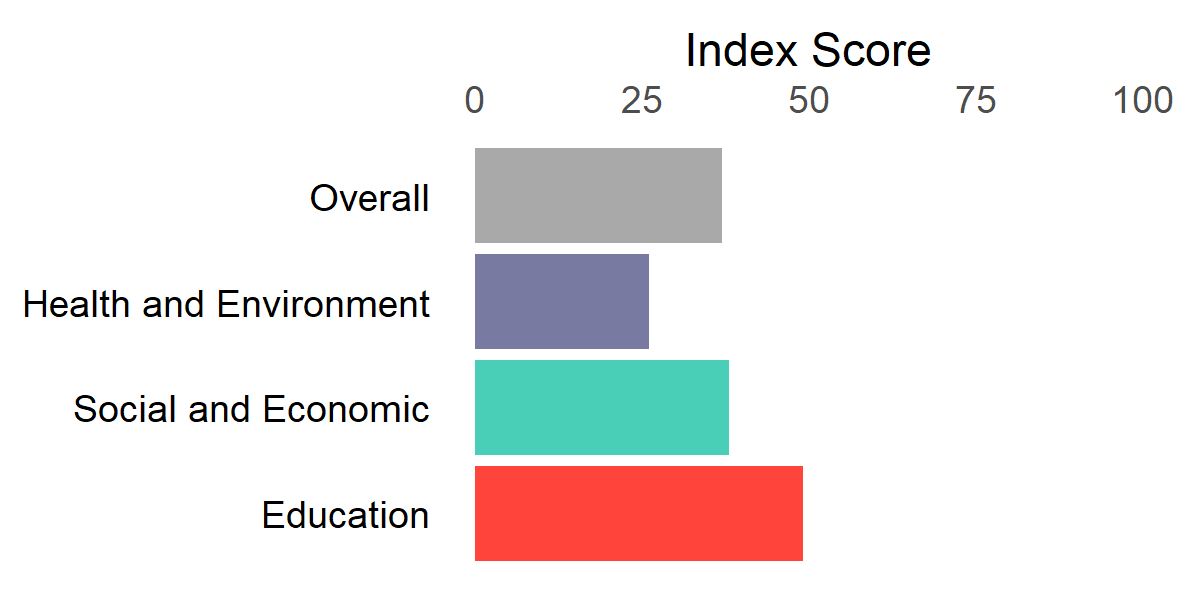 Index Score
0 25 50 75 100
Overall
Health and Environment
Social and Economic
Education